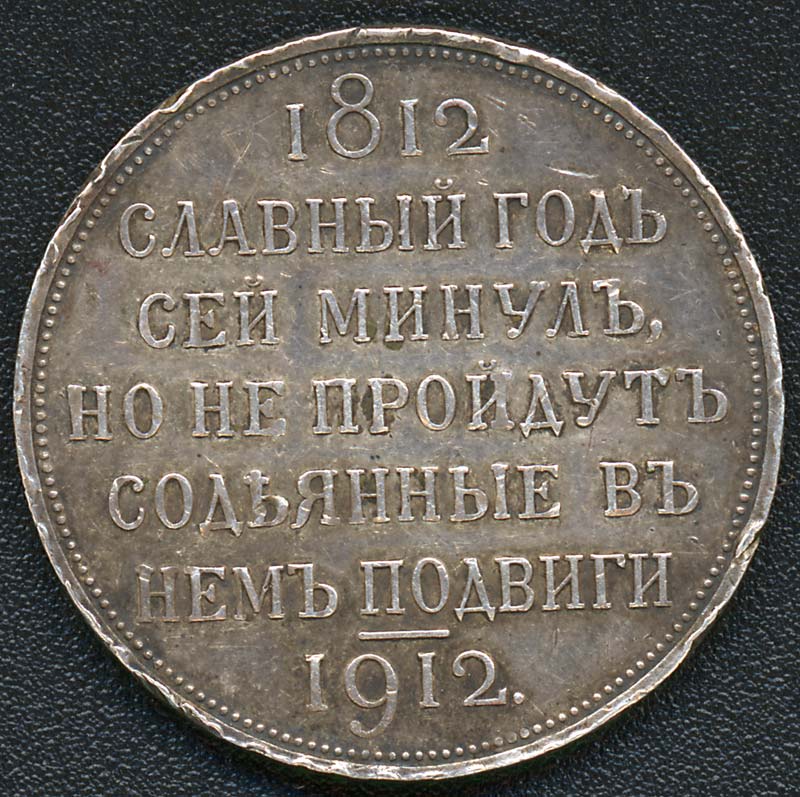 1812
СЛАВНЫЙ ГОДЪ
СЕЙ МИНУЛЪ,
НО НЕ ПРОЙДУТЪ
СОДѢЯННЫЕ ВЪ
НЕМЪ ПОДВИГИ
1912.